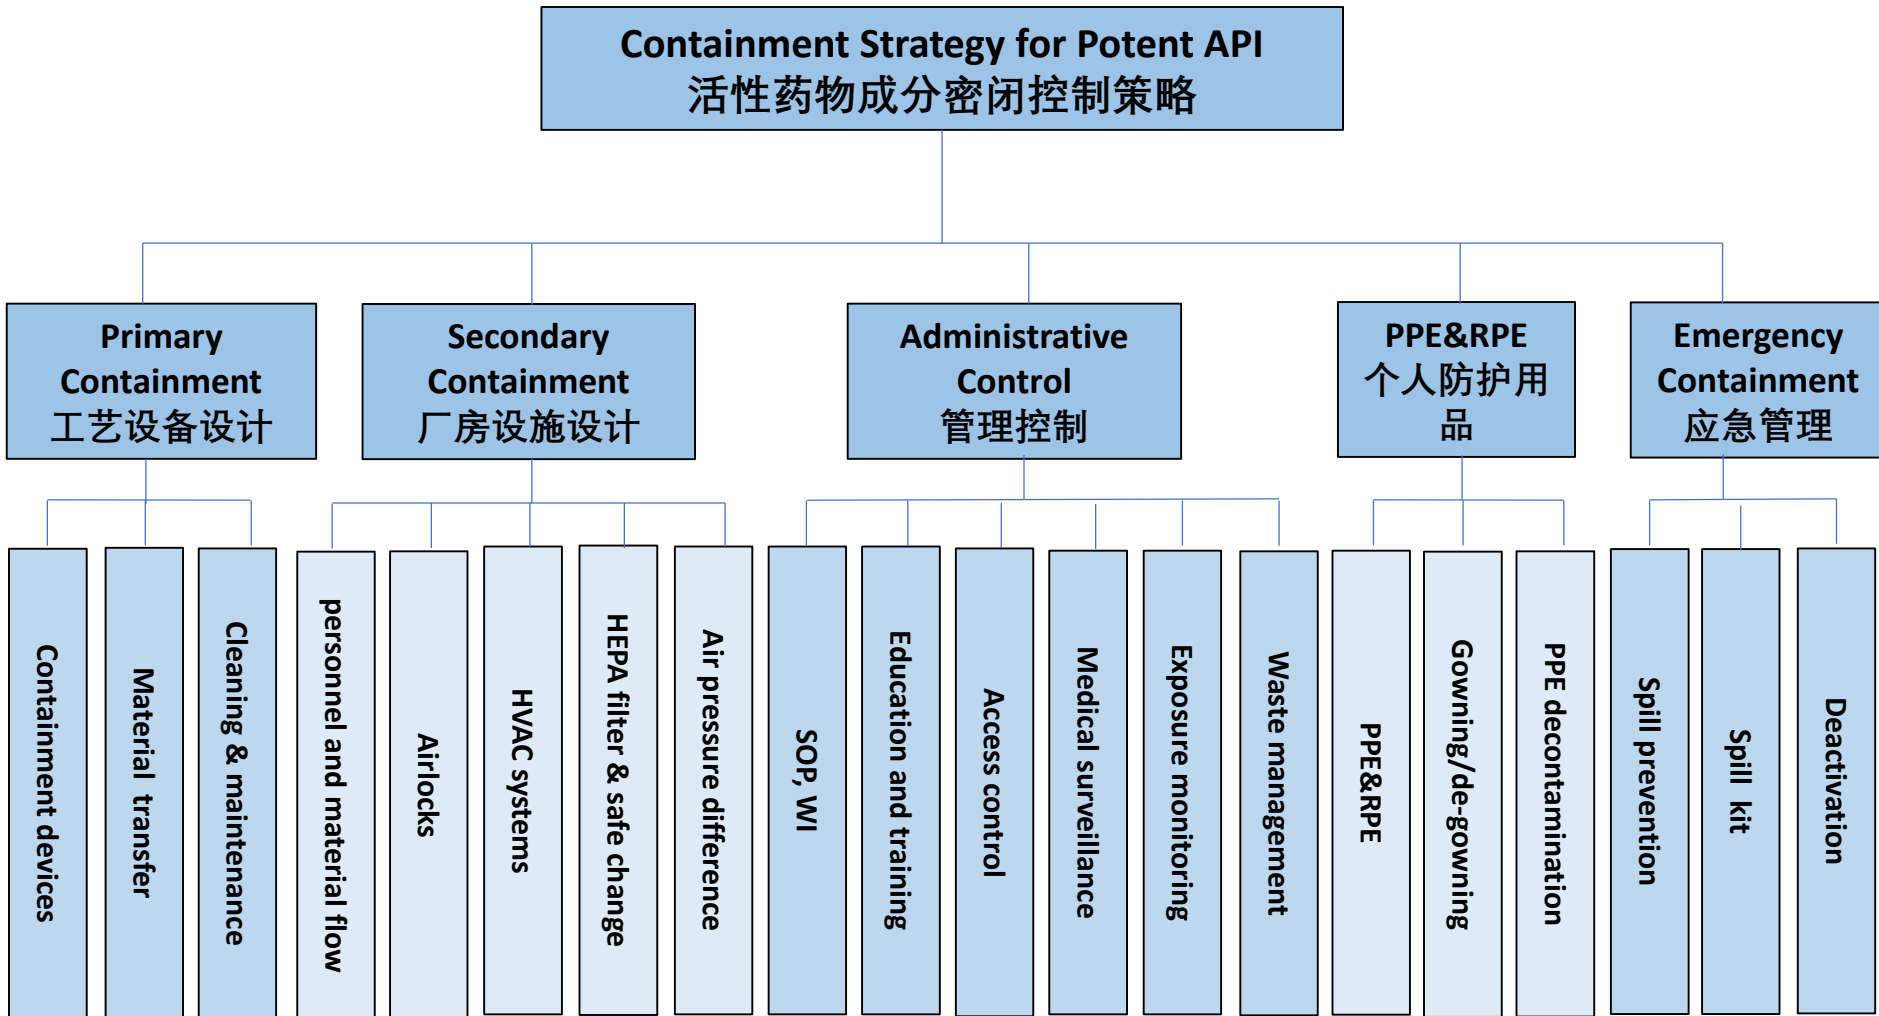 Containment Strategy for Potent API
活性药物成分密闭控制策略
Primary
Containment
工艺设备设计
Secondary
Containment
厂房设施设计
Administrative
Control
管理控制
PPE&RPE
个人防护用
品
Emergency
Containment
应急管理
Containment devices
Material transfer
Cleaning & maintenance
personnel and material flow
Airlocks
HVAC systems
HEPA filter & safe change
Air pressure difference
SOP, WI
Education and training
Access control
Medical surveillance
Exposure monitoring
Waste management
PPE&RPE
Gowning/de-gowning
PPE decontamination
Spill prevention
Spill kit
Deactivation